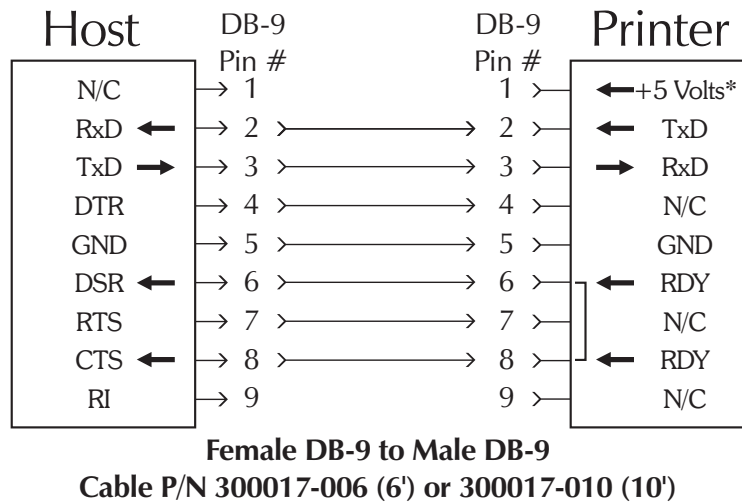 Host DB-9 Pin # DB-9 Pin # Printer
N/C 1 1 +5 Volts*
RxD 2 2 TxD
TxD 3 3 RxD
DTR 4 4 N/C
GND 5 5 GND
DSR 6 6 RDY
RTS 7 7 N/C
CTS 8 8 RDY
RI 9 9 N/C
Female DB-9 to Male DB-9
Cable P/N 300017-006 (6') or 300017-010 (10')